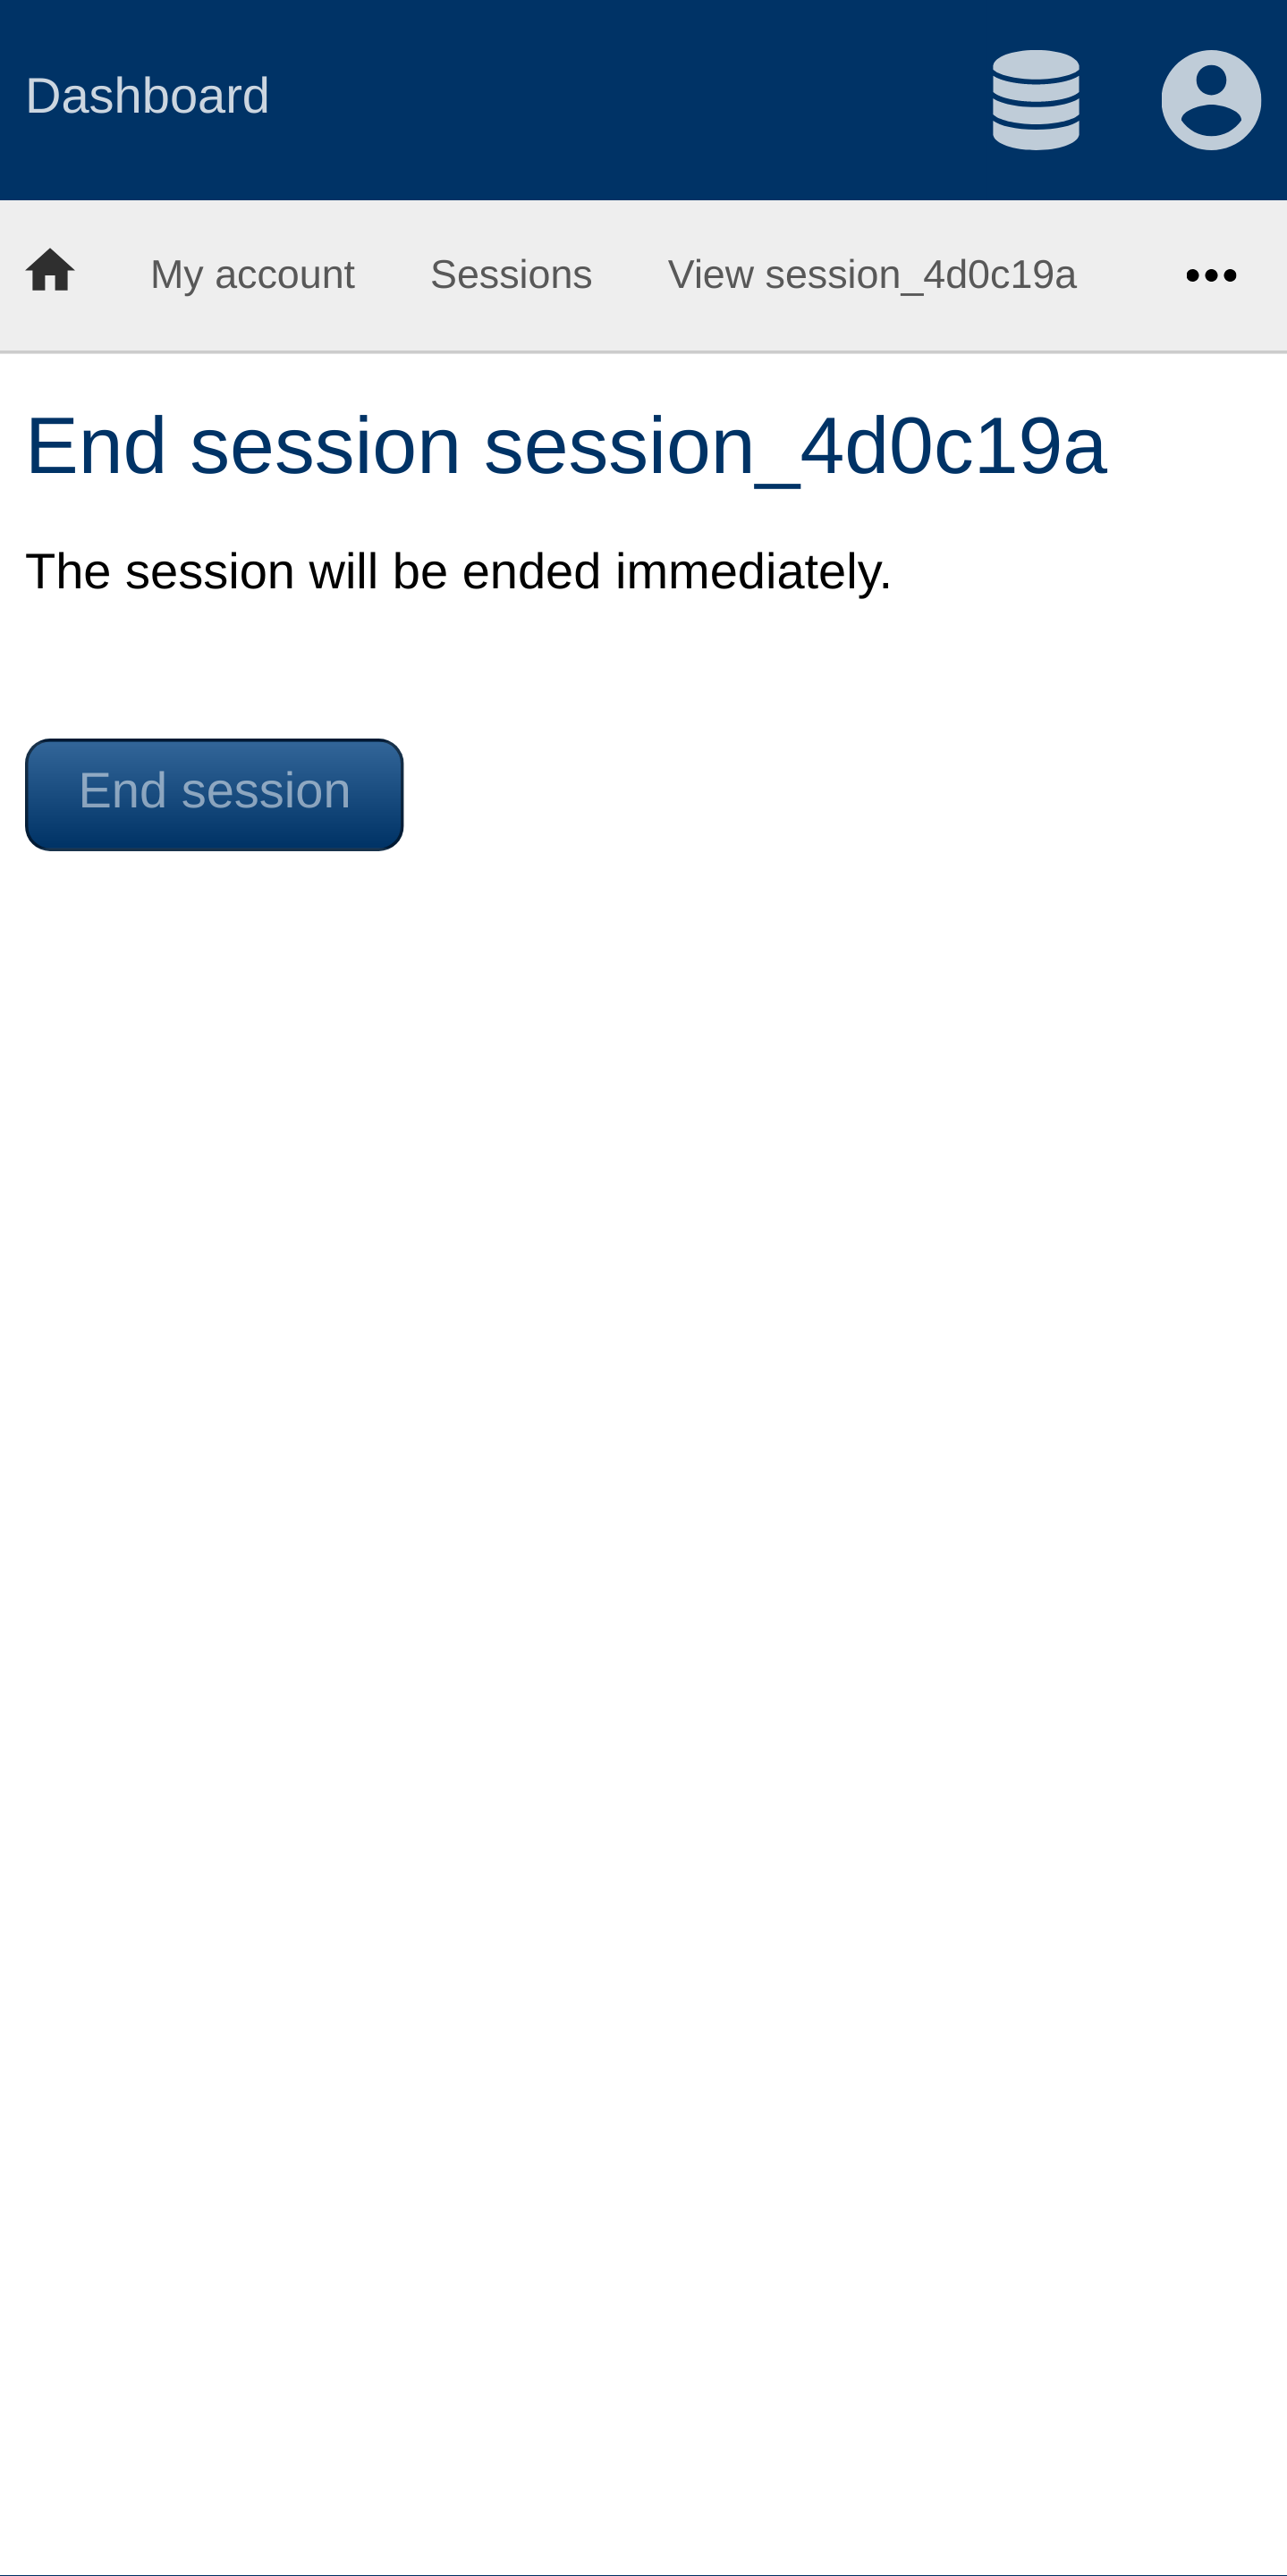 Dashboard
My account Sessions View session_4d0c19a
End session session_4d0c19a
The session will be ended immediately.
End session